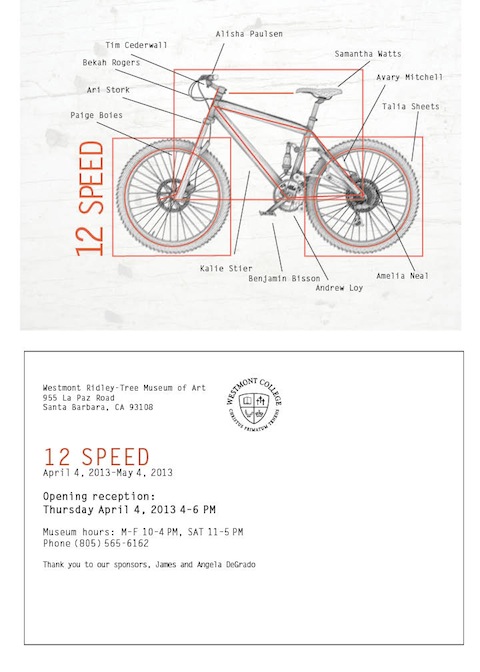 Alisha Paulsen
Tim Cederwall
Samantha Watts
Bekah Rogers
Avary Mitchell
Ari Stork
Talia Sheets
Paige Boies
12 SPEED
Kalie Stier
Benjamin Bisson
Andrew Loy
Amelia Neal
Westmont Ridley-Tree Museum of Art
955 La Paz Road
Santa Barbara, CA 93108
WESTMONT COLLEGE
CHRISTUS PRIMATUM TENENS
12 SPEED
April 4, 2013-May 4, 2013
Opening reception:
Thursday April 4, 2013 4-6 PM
Museum hours: M-F 10-4 PM, SAT 11-5 PM
Phone (805) 565-6162
Thank you to our sponsors, James and Angela DeGrado